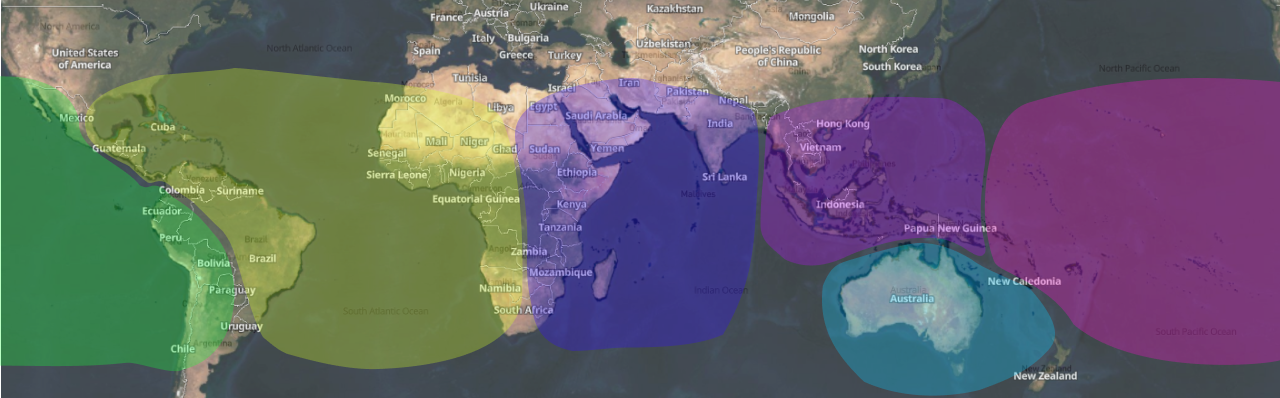 Ukraine
Kazakhstan
France
Austria
Mongolia
North America
Italy
Bulgaria
North Atlantic Ocean
Spain
Greece
Turkey
Uzbekistan
People's Republic
of China
North Korea
United States
of America
South Korea
North Pacific Ocean
Tunisia
Israel
Iran
Afghanistan
Pakistan
Nepal
Morocco
Algeria
Libya
Egypt
Saudi Arabia
Mexico
Cuba
India
Hong Kong
Mauritania
Mali
Niger
Chad
Sudan
Yemen
Vietnam
Guatemala
Senegal
Sierra Leone
Nigeria
Ethiopia
Sri Lanka
Maldives
Colombia
Suriname
Equatorial Guinea
Kenya
Indonesia
Ecuador
Tanzania
Papua New Guinea
Peru
Brazil
Brazil
Zambia
Bolivia
Mozambique
Paraguay
Namibia
Indian Ocean
Australia
Australia
New Caledonia
South Atlantic Ocean
South Africa
Uruguay
South Pacific Ocean
Chile
Argentina
New Zealand